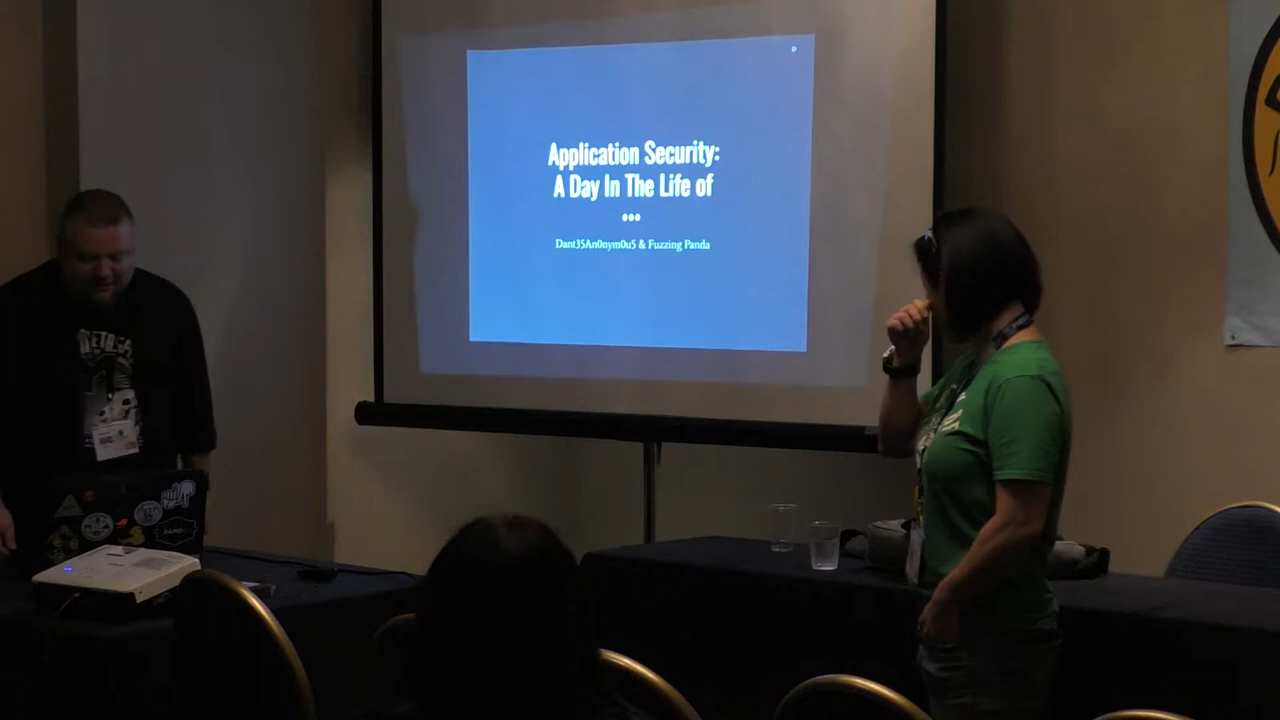 Application Security:
A Day In The Life of
Dant35An0nym0u5 & Fuzzing Panda